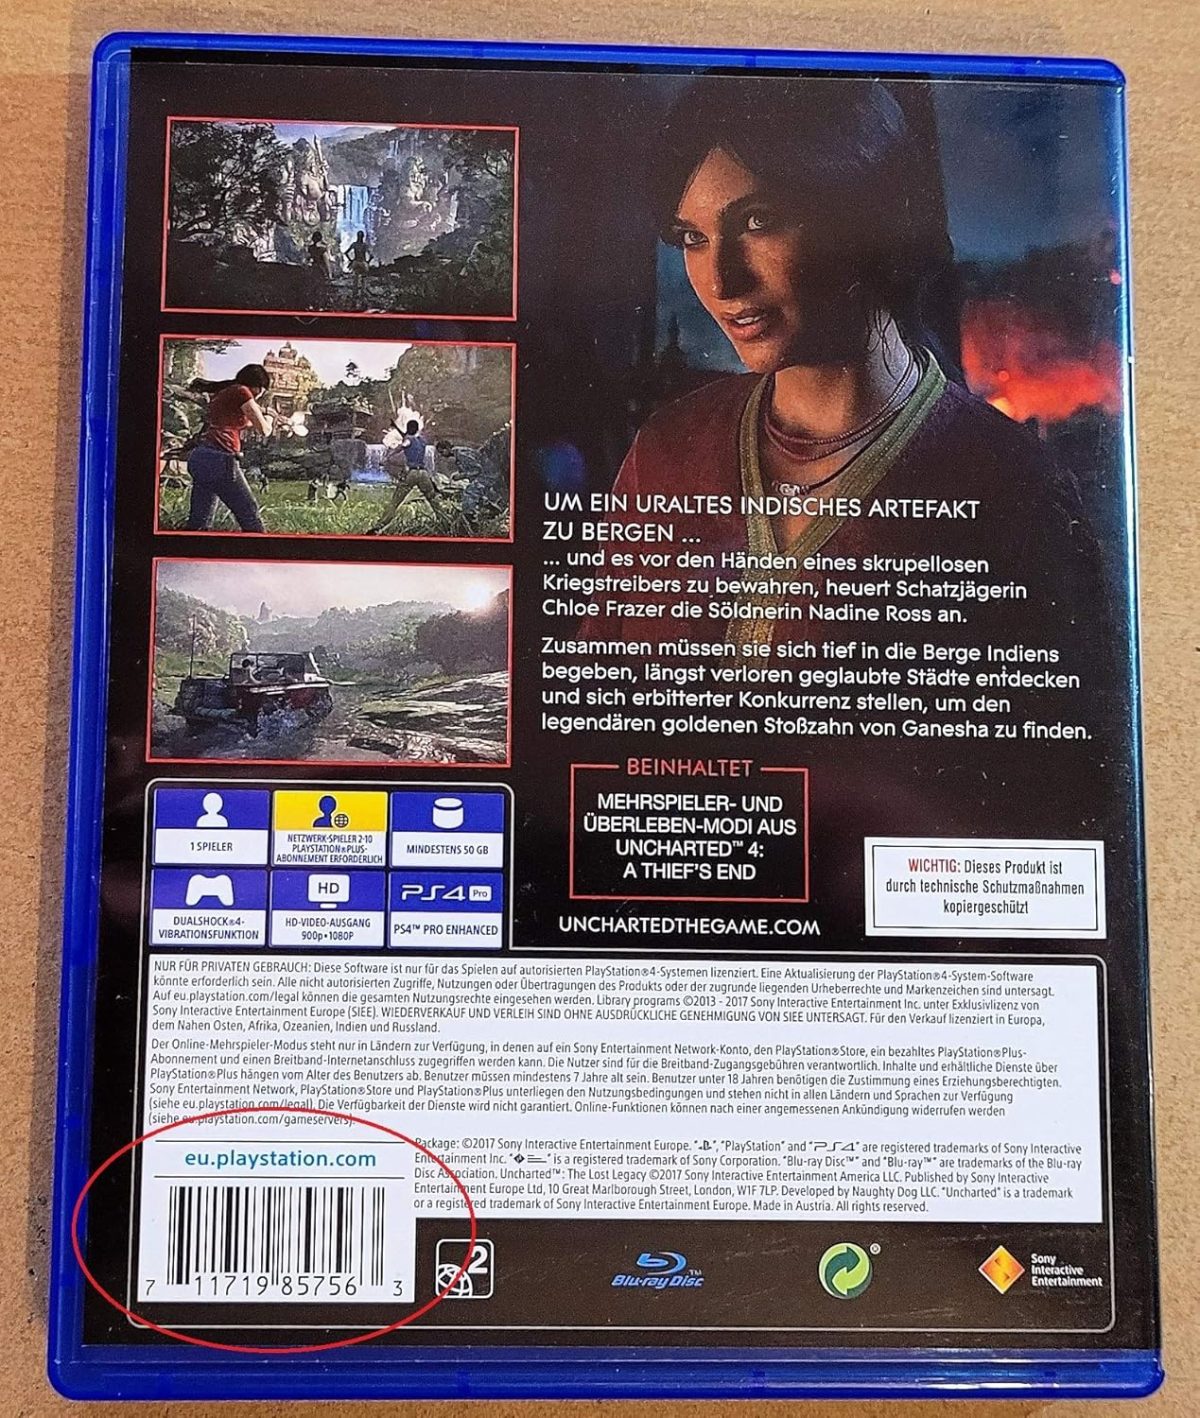 UM EIN URALTES INDISCHES ARTEFAKT
ZU BERGEN ...
... und es vor den Händen eines skrupellosen
Kriegstreibers zu bewahren, heuert Schatzjägerin
Chloe Frazer die Söldnerin Nadine Ross an.
Zusammen müssen sie sich tief in die Berge Indiens
begeben, längst verloren geglaubte Städte entdecken
und sich erbitterter Konkurrenz stellen, um den
legendären goldenen Stoßzahn von Ganesha zu finden.
BEINHALTET
MEHRSPIELER- UND
ÜBERLEBEN-MODI AUS
UNCHARTED™ 4:
A THIEF'S END
UNCHARTEDTHEGAME.COM
WICHTIG: Dieses Produkt ist
durch technische Schutzmaßnahmen
kopiergeschützt
1 SPIELER
NETZWERK-SPIELER 2-10
PLAYSTATION®PLUS-
ABONNEMENT ERFORDERLICH
MINDESTENS 50 GB
DUALSHOCK®4-
VIBRATIONSFUNKTION
HD
HD-VIDEO-AUSGANG
900p•1080P
PS4 Pro
PS4™ PRO ENHANCED
NUR FÜR PRIVATEN GEBRAUCH: Diese Software ist nur für das Spielen auf autorisierten PlayStation®4-Systemen lizenziert. Eine Aktualisierung der PlayStation®4-System-Software
könnte erforderlich sein. Alle nicht autorisierten Zugriffe, Nutzungen oder Übertragungen des Produkts oder der zugrunde liegenden Urheberrechte und Markenzeichen sind untersagt.
Auf eu.playstation.com/legal können die gesamten Nutzungsrechte eingesehen werden. Library programs ©2013 - 2017 Sony Interactive Entertainment Inc. unter Exklusivlizenz von
Sony Interactive Entertainment Europe (SIEE). WIEDERVERKAUF UND VERLEIH SIND OHNE AUSDRÜCKLICHE GENEHMIGUNG VON SIEE UNTERSAGT. Für den Verkauf lizenziert in Europa,
dem Nahen Osten, Afrika, Ozeanien, Indien und Russland.
Der Online-Mehrspieler-Modus steht nur in Ländern zur Verfügung, in denen auf ein Sony Entertainment Network-Konto, den PlayStation®Store, ein bezahltes PlayStation®Plus-
Abonnement und einen Breitband-Internetanschluss zugegriffen werden kann. Die Nutzer sind für die Breitband-Zugangsgebühren verantwortlich. Inhalte und erhältliche Dienste über
PlayStation®Plus hängen vom Alter des Benutzers ab. Benutzer müssen mindestens 7 Jahre alt sein. Benutzer unter 18 Jahren benötigen die Zustimmung eines Erziehungsberechtigten.
Sony Entertainment Network, PlayStation®Store und PlayStation®Plus unterliegen den Nutzungsbedingungen und stehen nicht in allen Ländern und Sprachen zur Verfügung
(siehe eu.playstation.com/legal). Die Verfügbarkeit der Dienste wird nicht garantiert. Online-Funktionen können nach einer angemessenen Ankündigung widerrufen werden
(siehe eu.playstation.com/gameservers).
eu.playstation.com
7 11719 85756 3
Package: ©2017 Sony Interactive Entertainment Europe. "", "PlayStation" and "PS4" are registered trademarks of Sony Interactive
Entertainment Inc. "" is a registered trademark of Sony Corporation. "Blu-ray Disc™" and "Blu-ray™" are trademarks of the Blu-ray
Disc Association. Uncharted™: The Lost Legacy ©2017 Sony Interactive Entertainment America LLC. Published by Sony Interactive
Entertainment Europe Ltd, 10 Great Marlborough Street, London, W1F 7LP. Developed by Naughty Dog LLC. "Uncharted" is a trademark
or a registered trademark of Sony Interactive Entertainment Europe. Made in Austria. All rights reserved.
2
Blu-ray Disc™
®
Sony
Interactive
Entertainment